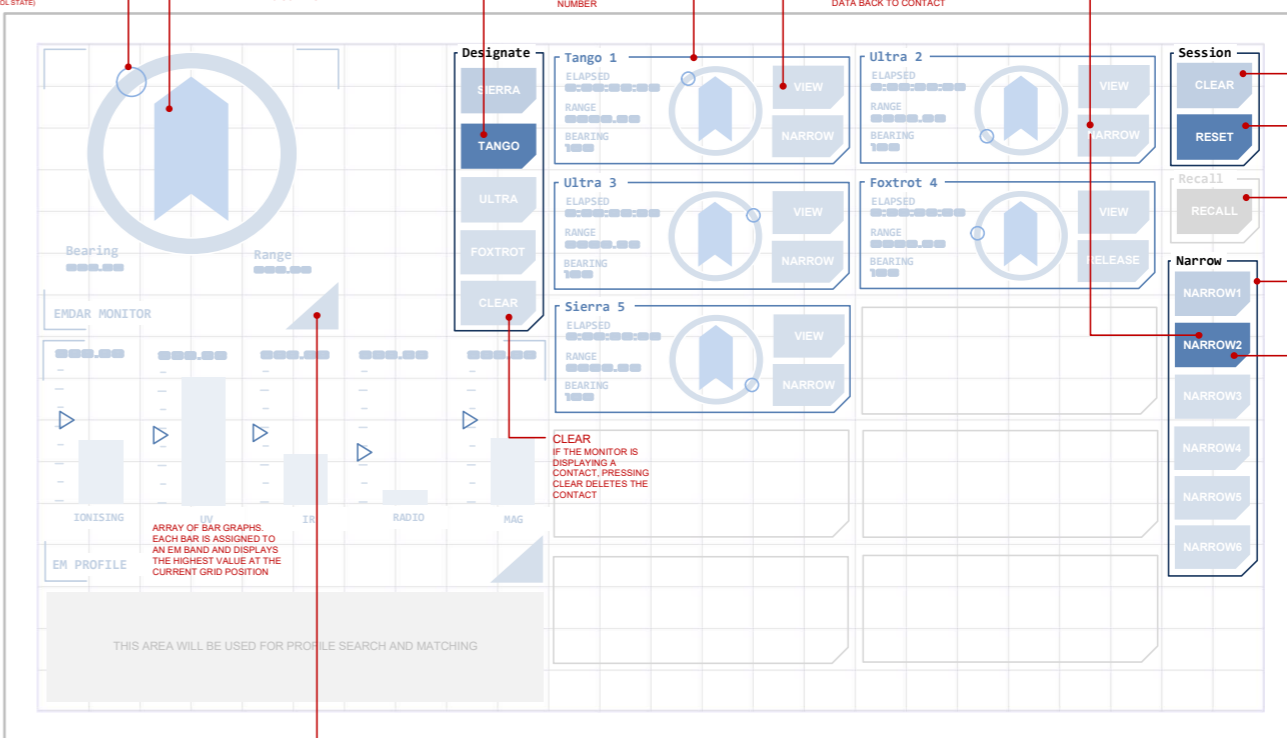 OL STATE)
NUMBER
DATA BACK TO CONTACT
Designate
SIERRA
TANGO
ULTRA
FOXTROT
CLEAR
Bearing
Range
EMDAR MONITOR
IONISING
UV
IR
RADIO
MAG
ARRAY OF BAR GRAPHS.
EACH BAR IS ASSIGNED TO
AN EM BAND AND DISPLAYS
THE HIGHEST VALUE AT THE
CURRENT GRID POSITION
EM PROFILE
THIS AREA WILL BE USED FOR PROFILE SEARCH AND MATCHING
Tango 1
ELAPSED
RANGE
BEARING
VIEW
NARROW
Ultra 2
ELAPSED
RANGE
BEARING
VIEW
NARROW
Ultra 3
ELAPSED
RANGE
BEARING
VIEW
NARROW
Foxtrot 4
ELAPSED
RANGE
BEARING
VIEW
RELEASE
Sierra 5
ELAPSED
RANGE
BEARING
VIEW
NARROW
CLEAR
IF THE MONITOR IS
DISPLAYING A
CONTACT, PRESSING
CLEAR DELETES THE
CONTACT
Session
CLEAR
RESET
Recall
RECALL
Narrow
NARROW1
NARROW2
NARROW3
NARROW4
NARROW5
NARROW6